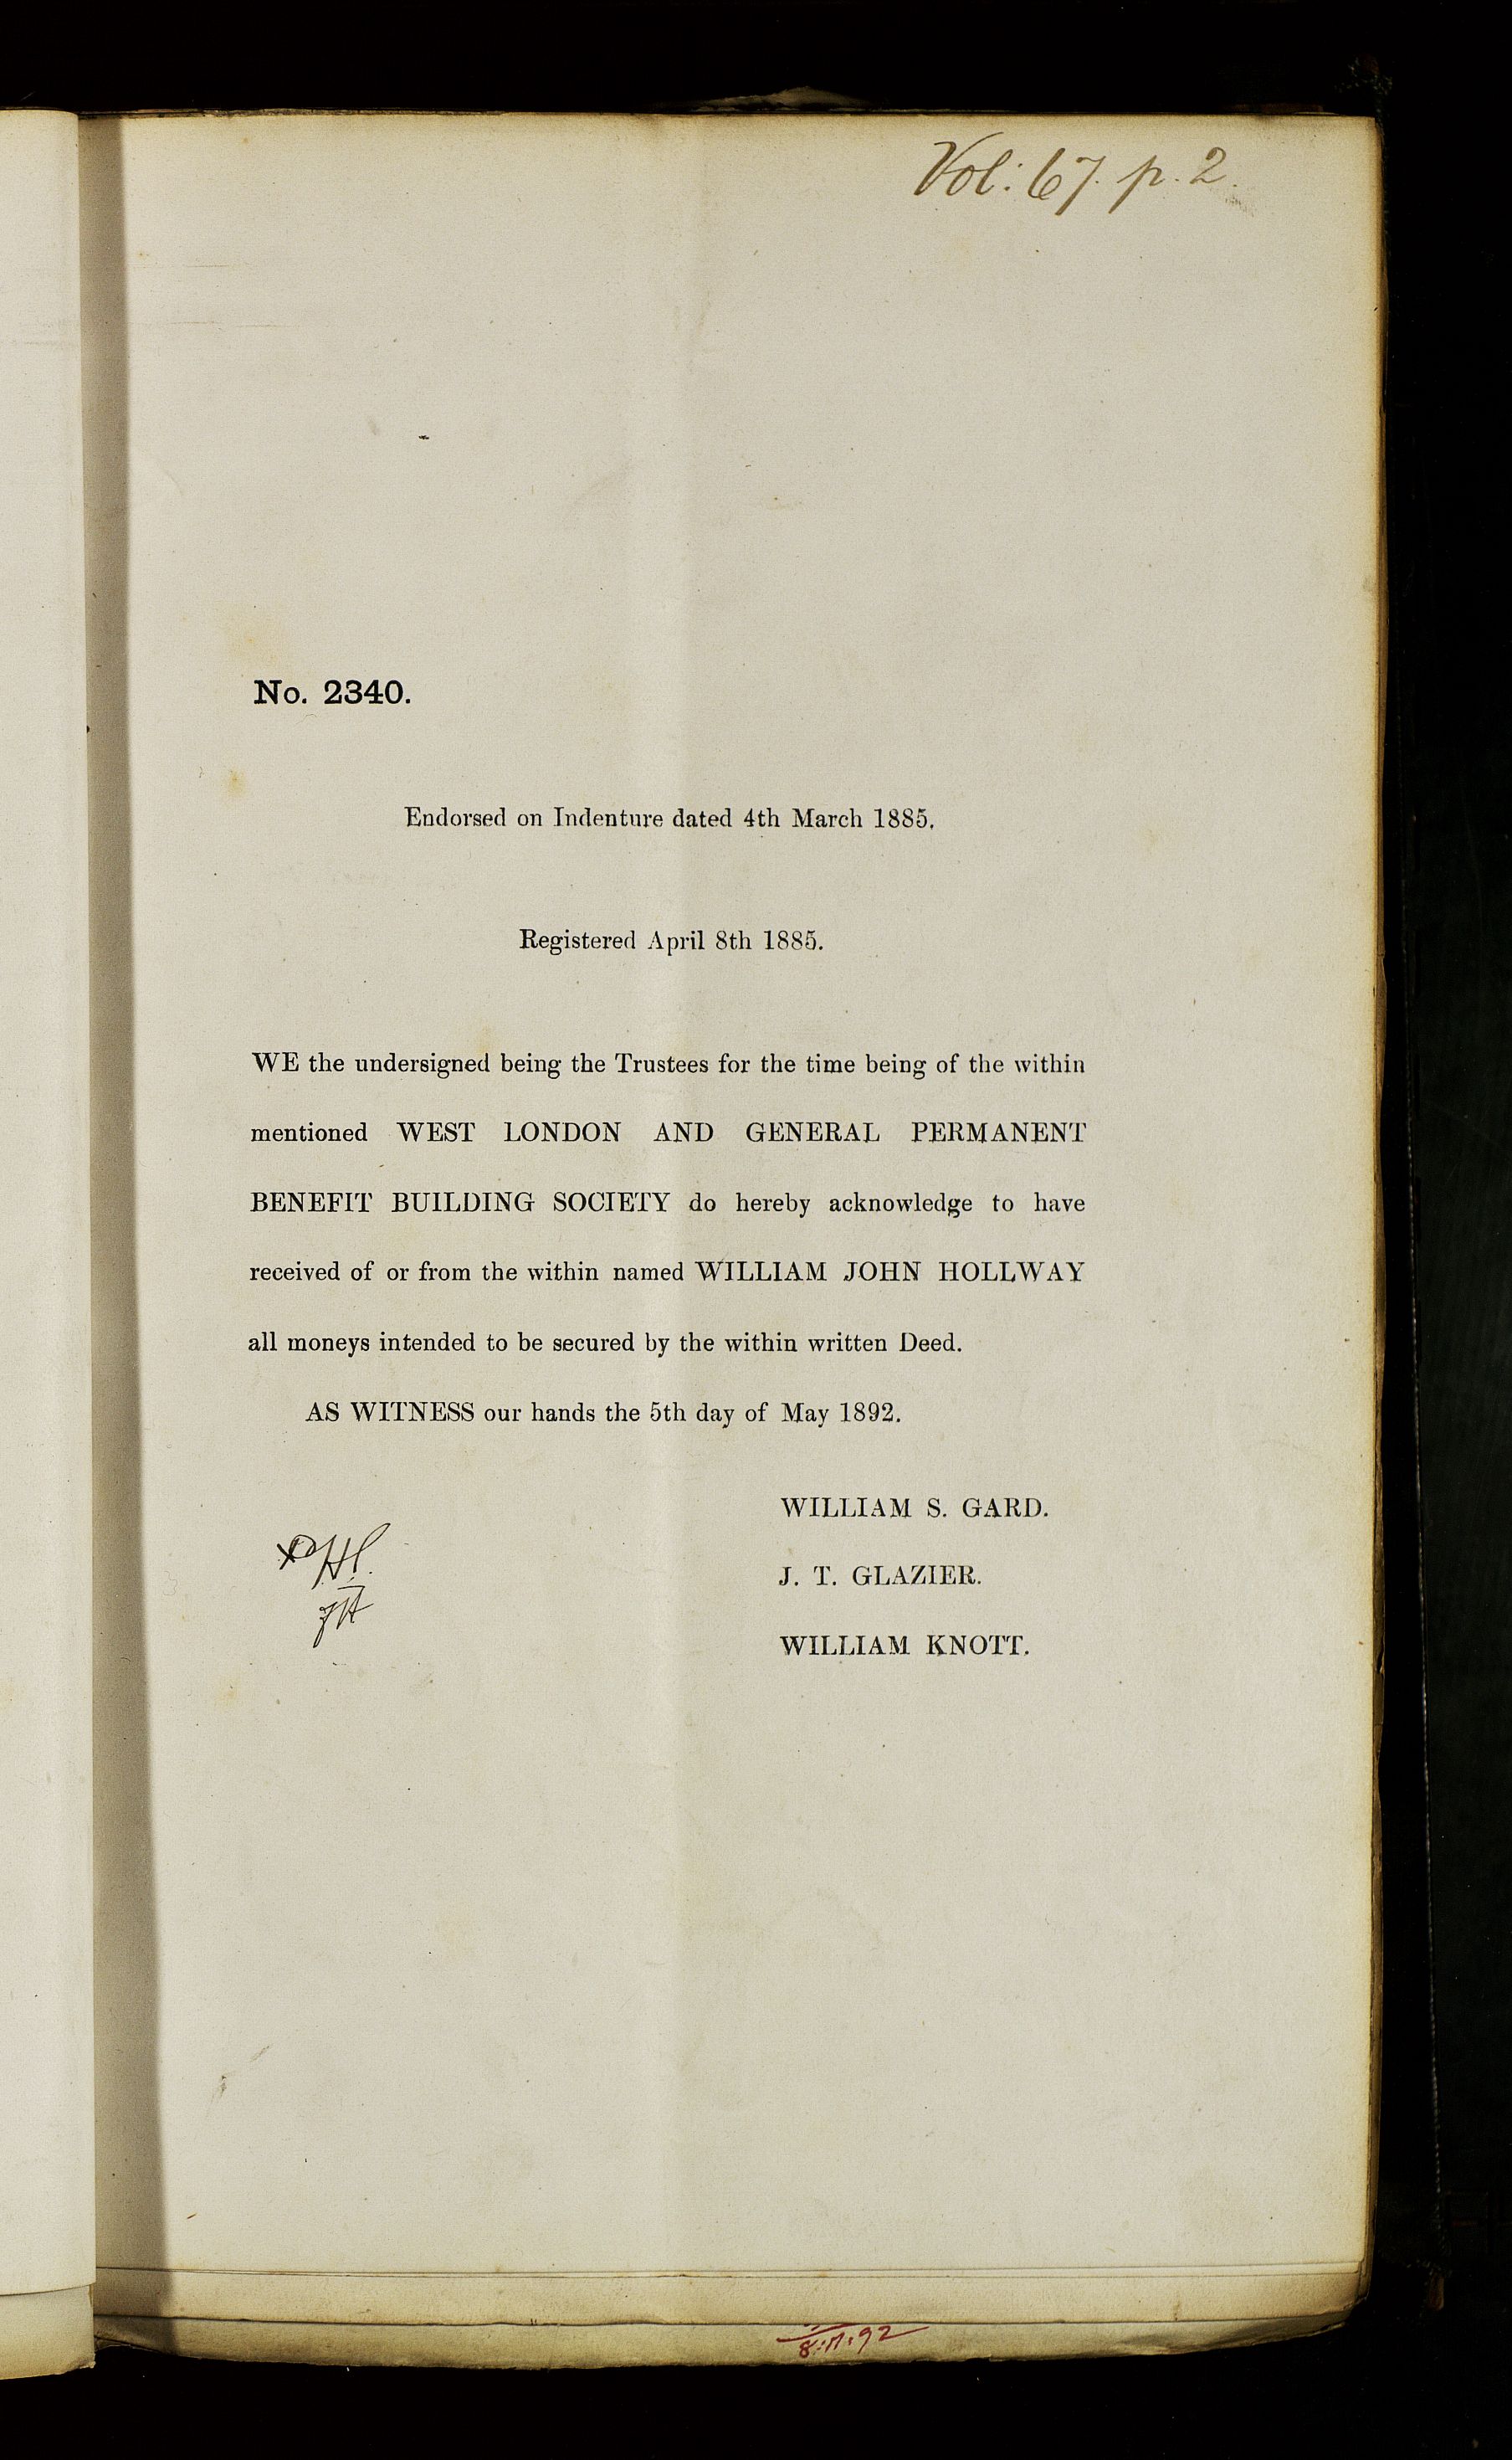 Vol: 67. p. 2.
No. 2340.
Endorsed on Indenture dated 4th March 1885.
Registered April 8th 1885.
WE the undersigned being the Trustees for the time being of the within
mentioned WEST LONDON AND GENERAL PERMANENT
BENEFIT BUILDING SOCIETY do hereby acknowledge to have
received of or from the within named WILLIAM JOHN HOLLWAY
all moneys intended to be secured by the within written Deed.
AS WITNESS our hands the 5th day of May 1892.
WILLIAM S. GARD.
J. T. GLAZIER.
WILLIAM KNOTT.